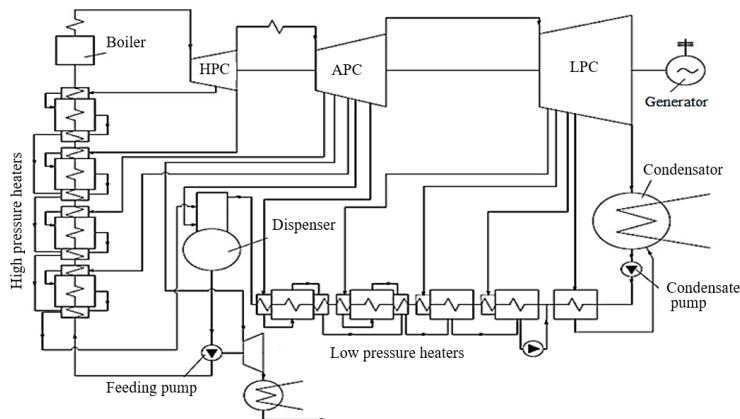 Boiler
HPC
APC
LPC
Generator
High pressure heaters
Condensator
Dispenser
Condensate
pump
Low pressure heaters
Feeding pump